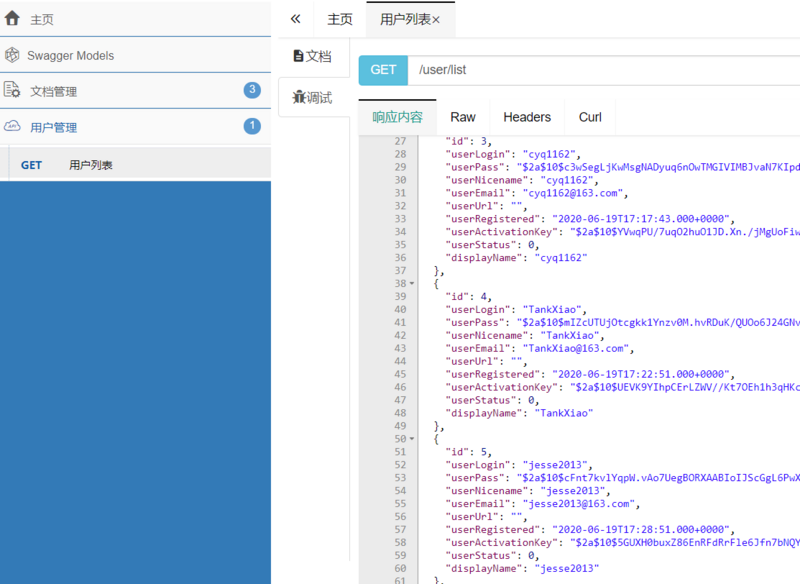 主页
Swagger Models
文档管理 3
用户管理 1
GET 用户列表
« 主页 用户列表×
文档
调试
GET /user/list
响应内容 Raw Headers Curl
27 "id": 3,
28 "userLogin": "cyq1162",
29 "userPass": "$2a$10$c3wSegLjKwMsgNADyuq6nOwTMGIVIMBJvaN7KIpd
30 "userNicename": "cyq1162",
31 "userEmail": "cyq1162@163.com",
32 "userUrl": "",
33 "userRegistered": "2020-06-19T17:17:43.000+0000",
34 "userActivationKey": "$2a$10$YVwqPU/7uqO2huO1JD.Xn./jMgUoFiw
35 "userStatus": 0,
36 "displayName": "cyq1162"
37 },
38 {
39 "id": 4,
40 "userLogin": "TankXiao",
41 "userPass": "$2a$10$mIZcUTUjOtcgkk1Ynzv0M.hvRDuK/QUOo6J24GNv
42 "userNicename": "TankXiao",
43 "userEmail": "TankXiao@163.com",
44 "userUrl": "",
45 "userRegistered": "2020-06-19T17:22:51.000+0000",
46 "userActivationKey": "$2a$10$UEVK9YIhpCErLZWV//Kt7OEh1h3qHKc
47 "userStatus": 0,
48 "displayName": "TankXiao"
49 },
50 {
51 "id": 5,
52 "userLogin": "jesse2013",
53 "userPass": "$2a$10$cFnt7kvlYqpW.vAo7UegBORXAABIoIJScGgL6PwX
54 "userNicename": "jesse2013",
55 "userEmail": "jesse2013@163.com",
56 "userUrl": "",
57 "userRegistered": "2020-06-19T17:28:51.000+0000",
58 "userActivationKey": "$2a$10$5GUXH0buxZ86EnRFdRrFle6Jfn7bNQY
59 "userStatus": 0,
60 "displayName": "jesse2013"
61 },